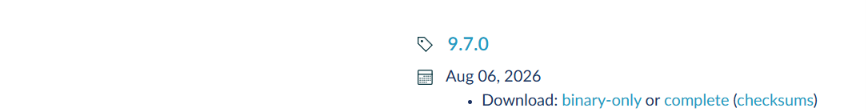 9.7.0
Aug 06, 2026
• Download: binary-only or complete (checksums)